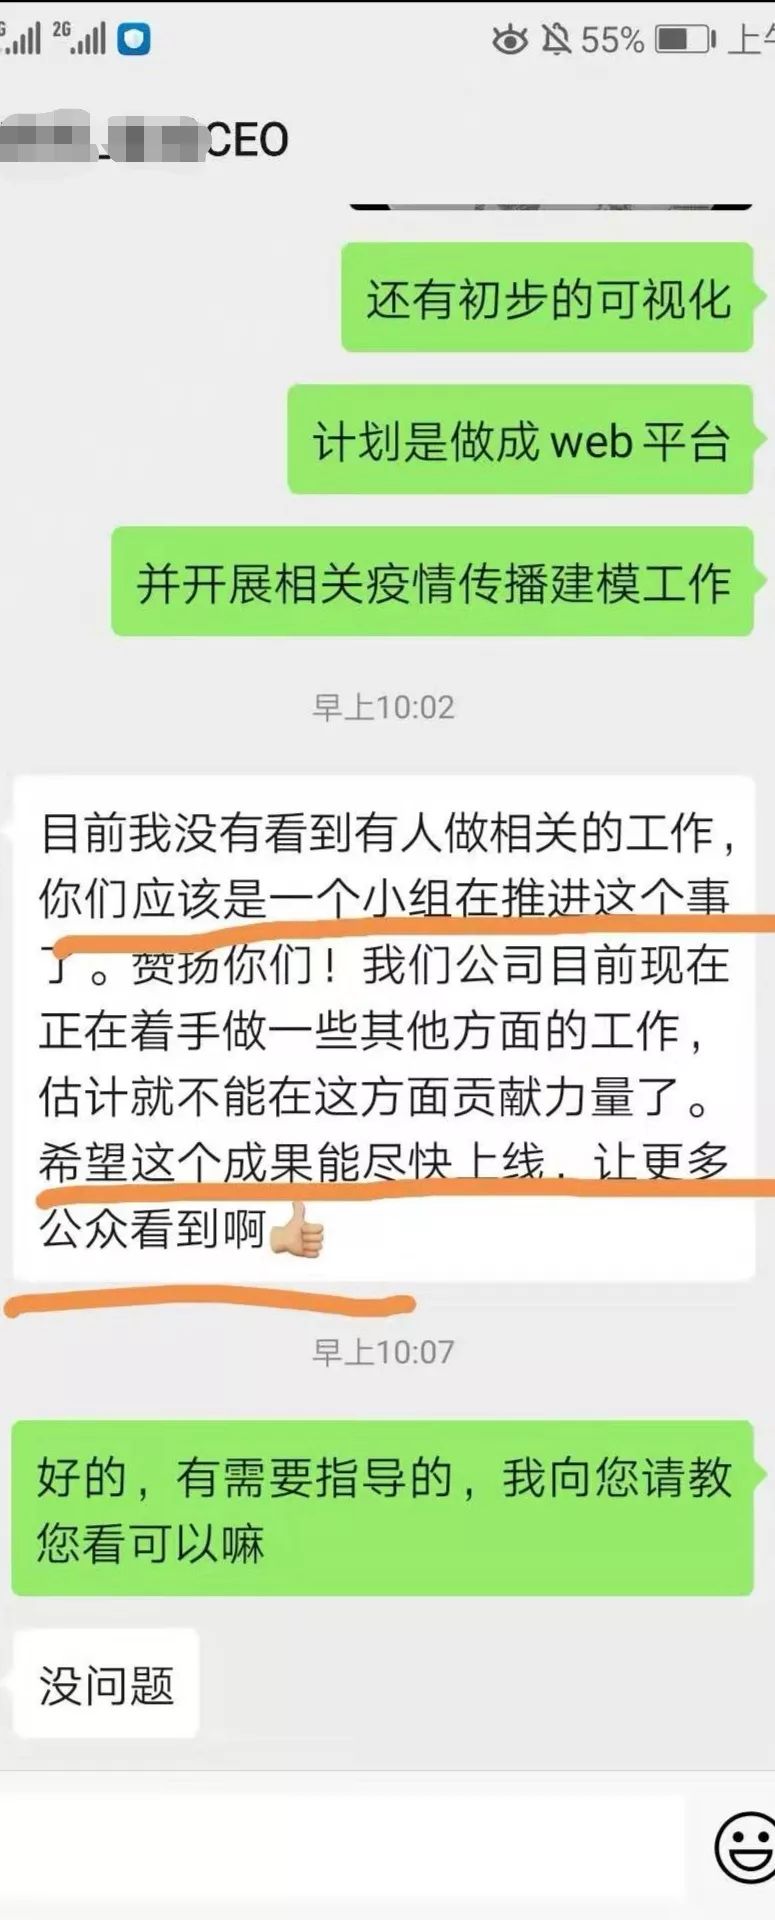 2G
55%
上午
CEO
还有初步的可视化
计划是做成web平台
并开展相关疫情传播建模工作
早上10:02
目前我没有看到有人做相关的工作，
你们应该是一个小组在推进这个事
了。赞扬你们！我们公司目前现在
正在着手做一些其他方面的工作，
估计就不能在这方面贡献力量了。
希望这个成果能尽快上线，让更多
公众看到啊👍🏼
早上10:07
好的，有需要指导的，我向您请教
您看可以嘛
没问题